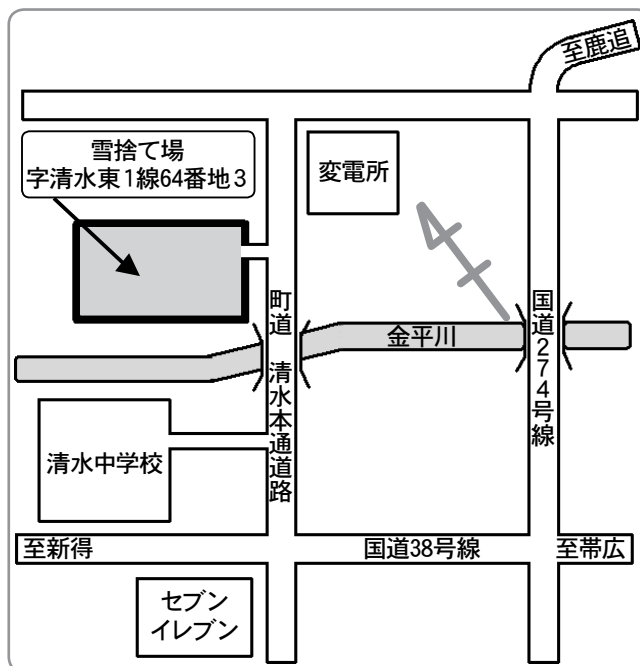 至鹿追
雪捨て場
字清水東1線64番地3
変電所
町道 清水本通道路
国道274号線
金平川
清水中学校
至新得
国道38号線
至帯広
セブン
イレブン